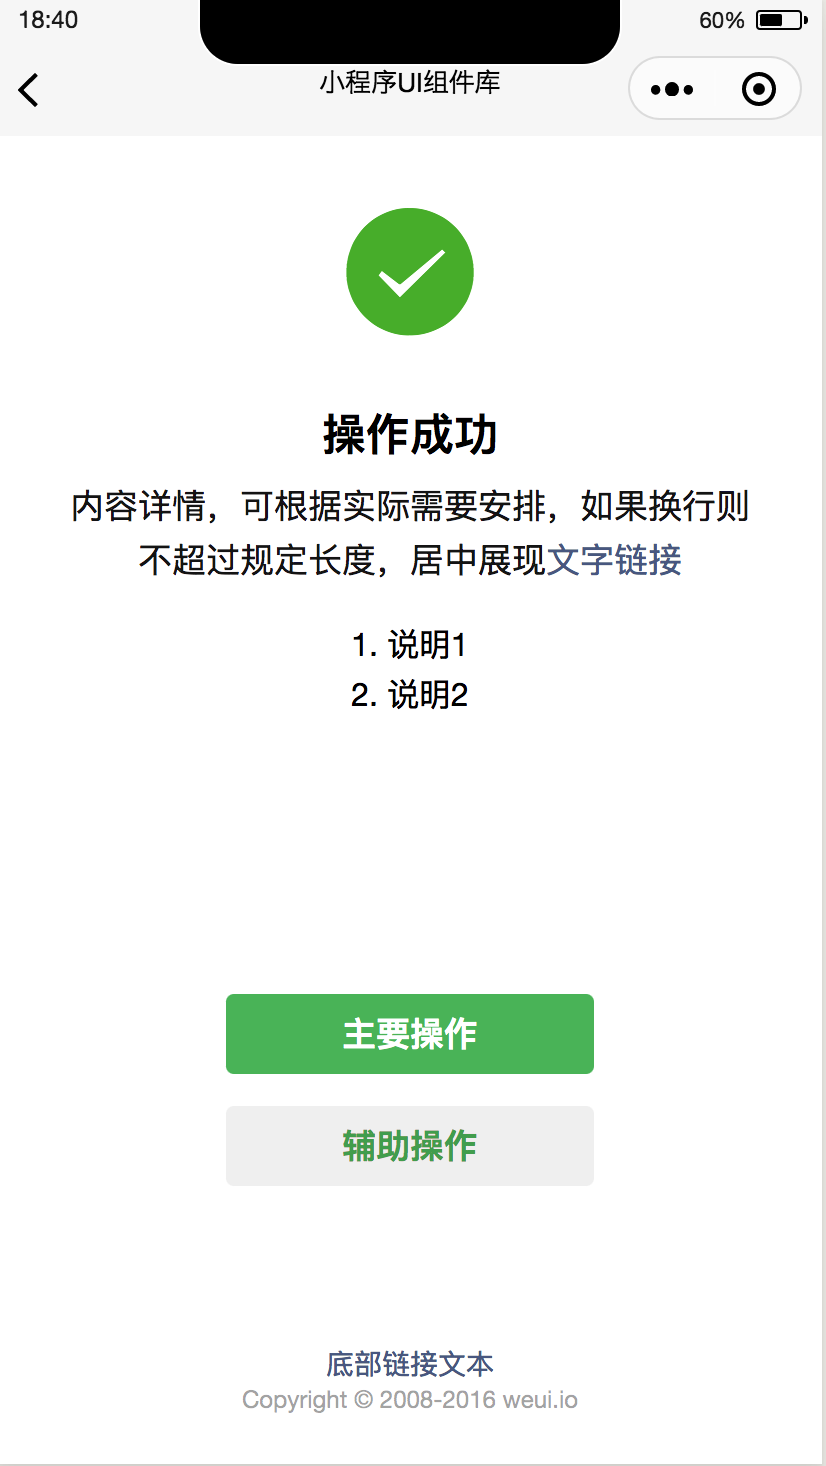 18:40
60%
小程序UI组件库
操作成功
内容详情，可根据实际需要安排，如果换行则
不超过规定长度，居中展现文字链接
1. 说明1
2. 说明2
主要操作
辅助操作
底部链接文本
Copyright © 2008-2016 weui.io